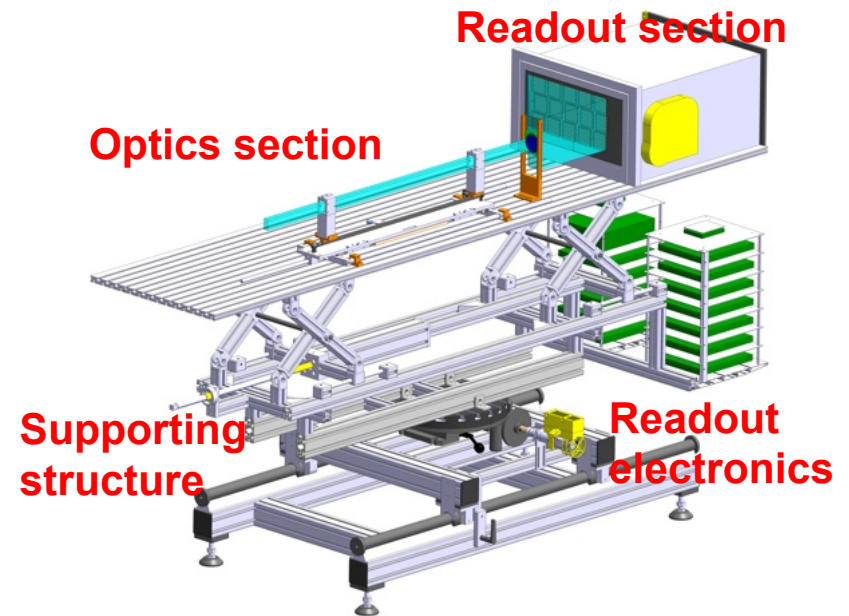 Readout section
Optics section
Supporting
structure
Readout
electronics